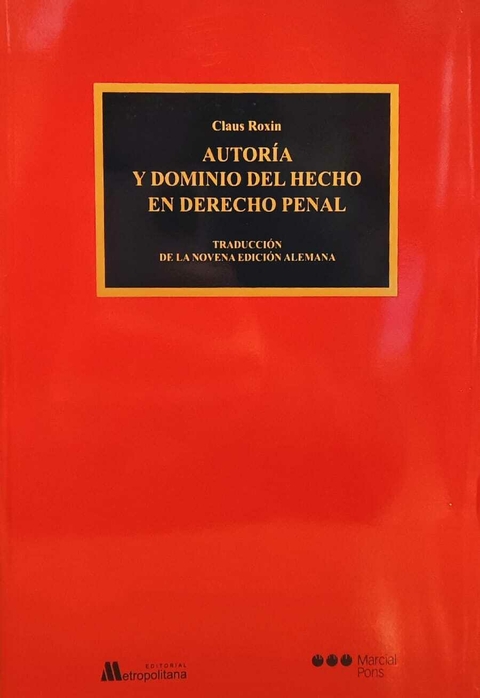 Claus Roxin
AUTORÍA
Y DOMINIO DEL HECHO
EN DERECHO PENAL
TRADUCCIÓN
DE LA NOVENA EDICIÓN ALEMANA
EDITORIAL
Metropolitana
Marcial
Pons